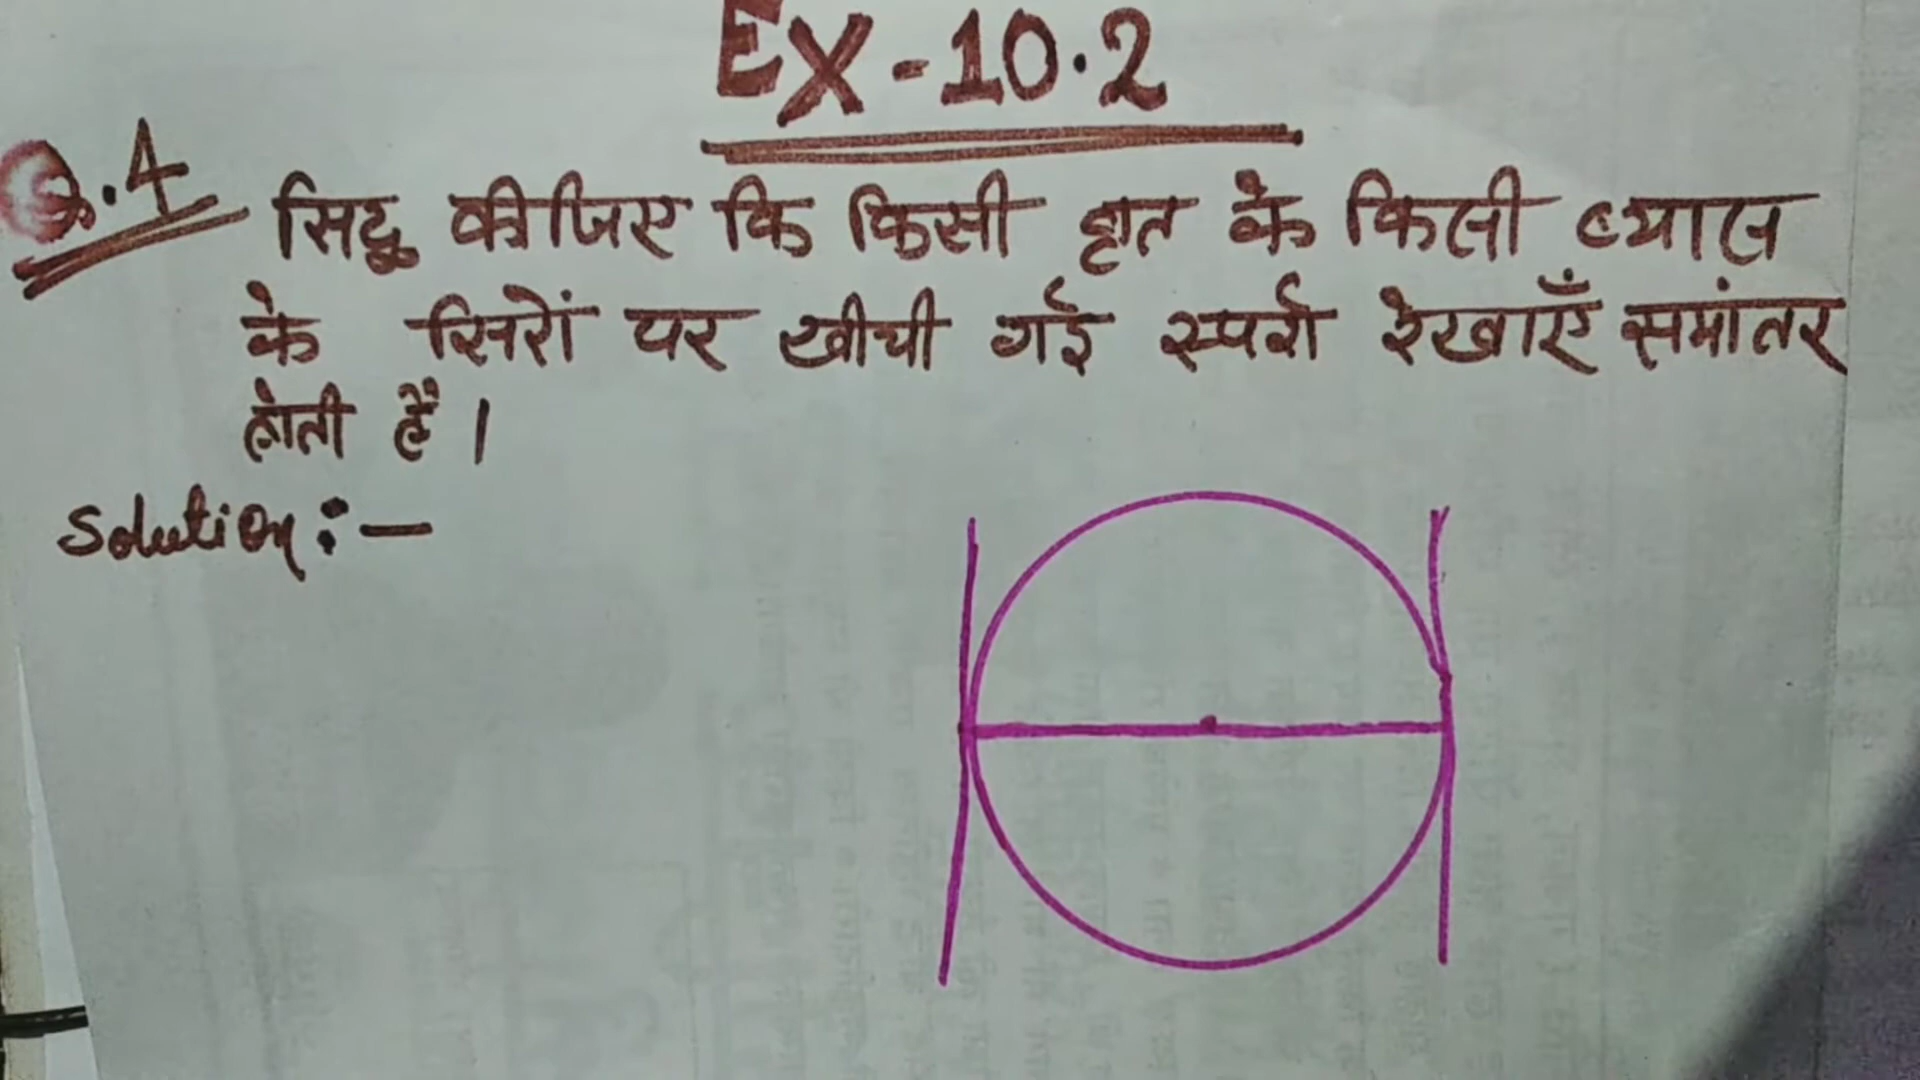 Ex-10.2
Q.4 सिद्ध कीजिए कि किसी वृत के किसी व्यास
के सिरों पर खीची गई स्पर्श रेखाएँ समांतर
होती हैं।
Solution:-